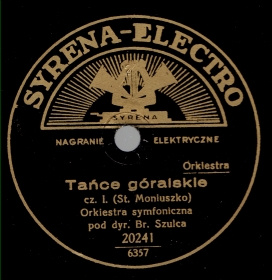 SYRENA-ELECTRO
SYRENA
NAGRANIE ELEKTRYCZNE
Orkiestra
Tańce góralskie
cz. I. (St. Moniuszko)
Orkiestra symfoniczna
pod dyr. Br. Szulca
20241
6357